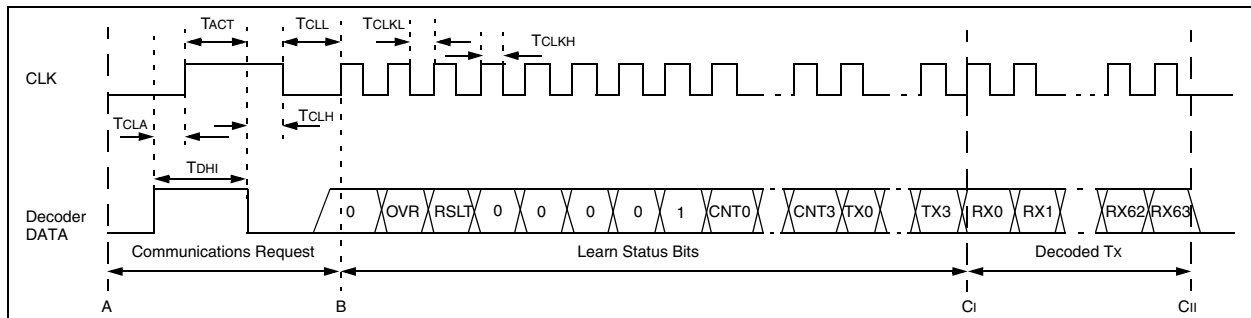 TACT TCLL TCLKL TCLKH
CLK
TCLA TCLH
TDHI
Decoder
DATA
0 OVR RSLT 0 0 0 0 1 CNT0 CNT3 TX0 TX3 RX0 RX1 RX62 RX63
Communications Request Learn Status Bits Decoded TX
A B CI CII